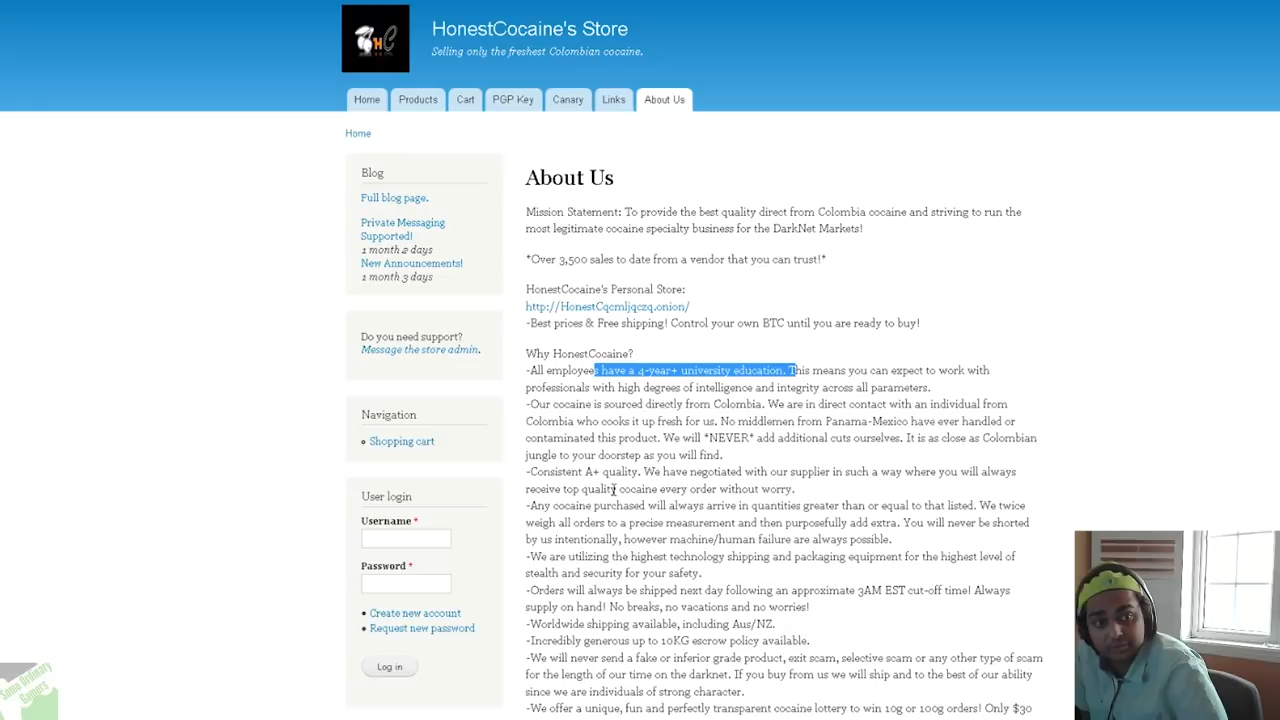 HonestCocaine's Store
Selling only the freshest Colombian cocaine.
HC
Home
Products
Cart
PGP Key
Canary
Links
About Us
Home
Blog
Full blog page.
Private Messaging
Supported!
1 month 2 days
New Announcements!
1 month 3 days
Do you need support?
Message the store admin.
Navigation
Shopping cart
User login
Username *
Password *
Create new account
Request new password
Log in
About Us
Mission Statement: To provide the best quality direct from Colombia cocaine and striving to run the
most legitimate cocaine specialty business for the DarkNet Markets!
*Over 3,500 sales to date from a vendor that you can trust!*
HonestCocaine's Personal Store:
http://HonestCqcmljqczq.onion/
-Best prices & Free shipping! Control your own BTC until you are ready to buy!
Why HonestCocaine?
-All employees have a 4-year+ university education. This means you can expect to work with
professionals with high degrees of intelligence and integrity across all parameters.
-Our cocaine is sourced directly from Colombia. We are in direct contact with an individual from
Colombia who cooks it up fresh for us. No middlemen from Panama-Mexico have ever handled or
contaminated this product. We will *NEVER* add additional cuts ourselves. It is as close as Colombian
jungle to your doorstep as you will find.
-Consistent A+ quality. We have negotiated with our supplier in such a way where you will always
receive top quality cocaine every order without worry.
-Any cocaine purchased will always arrive in quantities greater than or equal to that listed. We twice
weigh all orders to a precise measurement and then purposefully add extra. You will never be shorted
by us intentionally, however machine/human failure are always possible.
-We are utilizing the highest technology shipping and packaging equipment for the highest level of
stealth and security for your safety.
-Orders will always be shipped next day following an approximate 3AM EST cut-off time! Always
supply on hand! No breaks, no vacations and no worries!
-Worldwide shipping available, including Aus/NZ.
-Incredibly generous up to 10KG escrow policy available.
-We will never send a fake or inferior grade product, exit scam, selective scam or any other type of scam
for the length of our time on the darknet. If you buy from us we will ship and to the best of our ability
since we are individuals of strong character.
-We offer a unique, fun and perfectly transparent cocaine lottery to win 10g or 100g orders! Only $30
Some Ordinary
Gamers